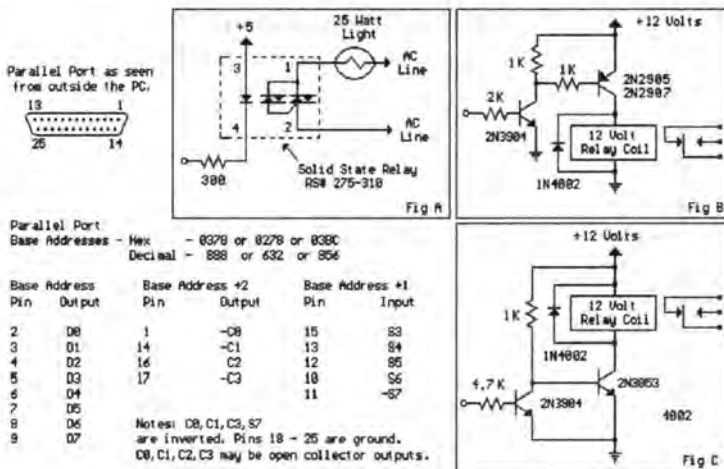 Parallel Port as seen
from outside the PC.
13 1
25 14
+5
25 Watt
Light
3
1
AC
Line
4
2
AC
Line
300
Solid State Relay
RS# 275-310
Fig A
+12 Volts
1K
1K
2N2905
2N2907
2K
2N3904
12 Volt
Relay Coil
1N4002
Fig B
Parallel Port
Base Addresses - Hex - 0378 or 0278 or 03BC
Decimal - 888 or 632 or 956
Base Address Base Address +2 Base Address +1
Pin Output Pin Output Pin Input
2 D0 1 -C0 15 S3
3 D1 14 -C1 13 S4
4 D2 16 C2 12 S5
5 D3 17 -C3 10 S6
6 D4 11 -S7
7 D5
8 D6 Notes: C0,C1,C3,S7
are inverted. Pins 18 - 25 are ground.
9 D7
C0,C1,C2,C3 may be open collector outputs.
+12 Volts
1K
12 Volt
Relay Coil
1N4002
4.7K
2N3904
2N3053
4002
Fig C